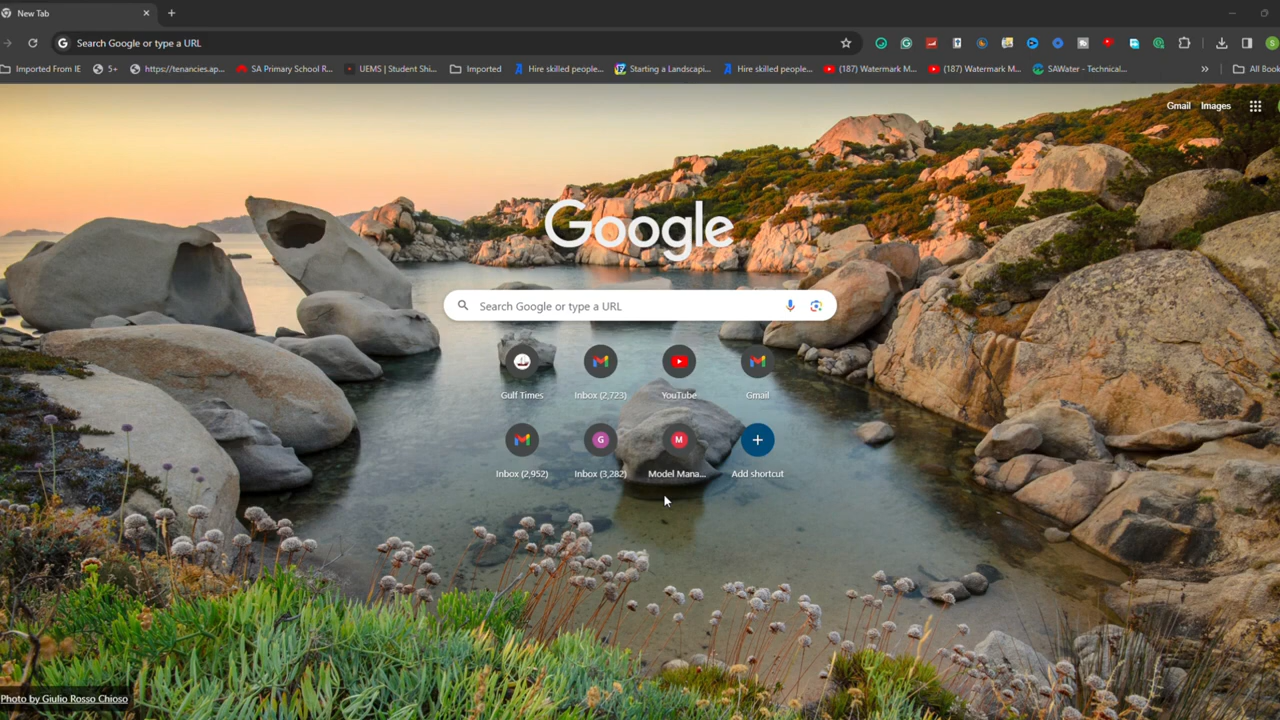 New Tab
Search Google or type a URL
Imported From IE
5+
https://tenancies.ap...
SA Primary School R...
UEMS | Student Shi...
Imported
Hire skilled people...
Starting a Landscapi...
Hire skilled people...
(187) Watermark M...
(187) Watermark M...
SAWater - Technical...
All Book
Gmail
Images
Google
Search Google or type a URL
Gulf Times
Inbox (2,723)
YouTube
Gmail
Inbox (2,952)
G
Inbox (3,282)
M
Model Mana...
Add shortcut
Photo by Giulio Rosso Chioso